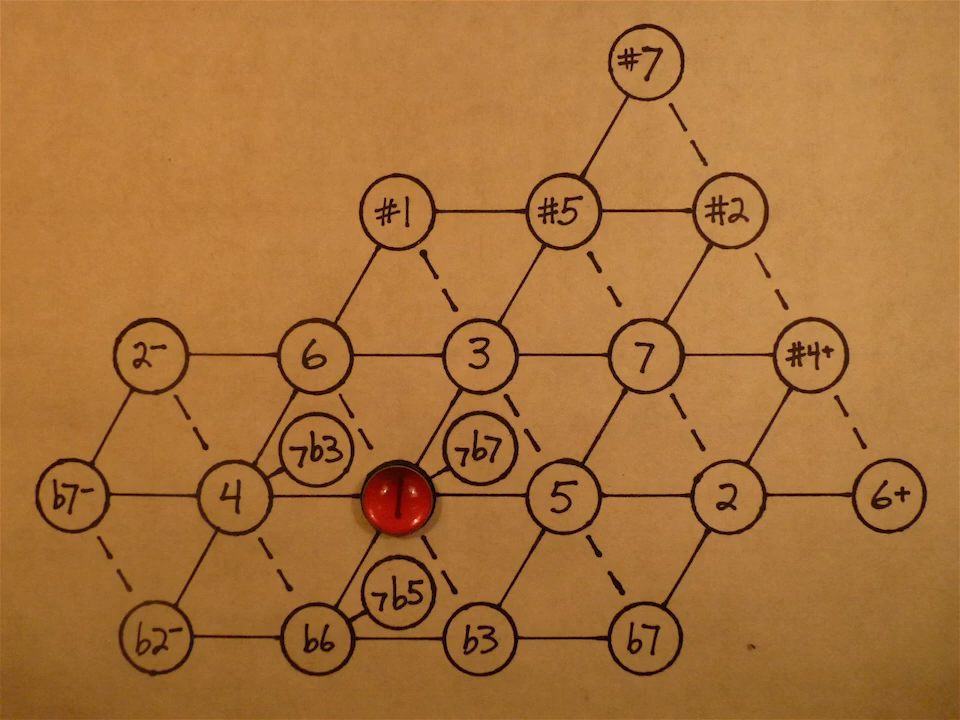 #7
#1 #5 #2
2- 6 3 7 #4+
7b3 7b7
b7- 4 1 5 2 6+
7b5
b2- b6 b3 b7